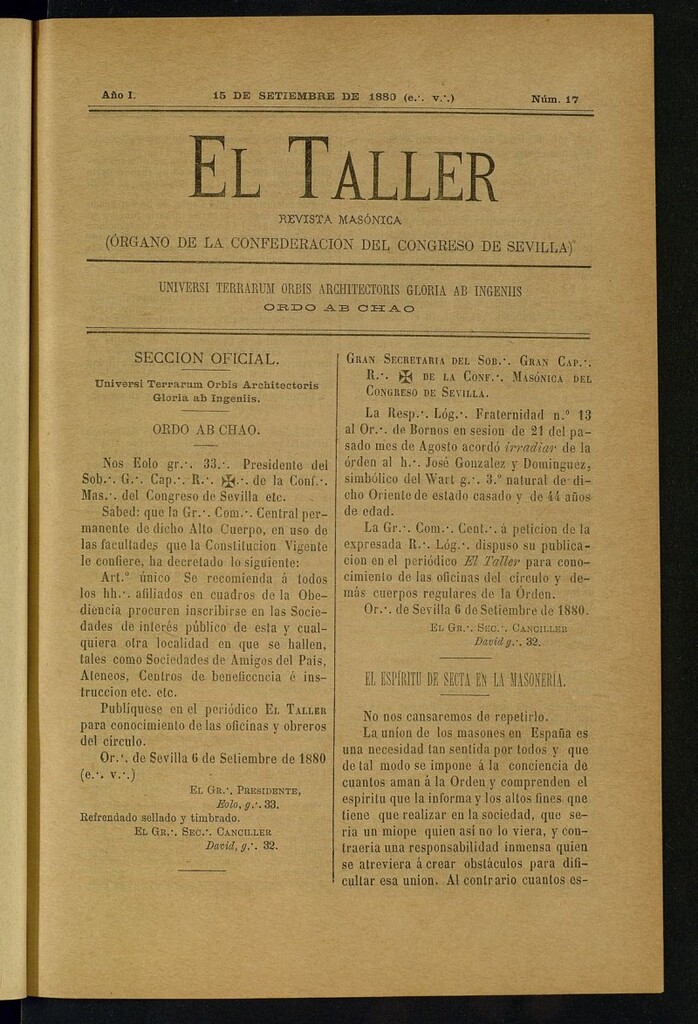 Año I.
15 DE SETIEMBRE DE 1880 (e.·. v.·.)
Núm. 17
EL TALLER
REVISTA MASÓNICA
(ÓRGANO DE LA CONFEDERACION DEL CONGRESO DE SEVILLA)
UNIVERSI TERRARUM ORBIS ARCHITECTORIS GLORIA AB INGENIIS
ORDO AB CHAO
SECCION OFICIAL.
Universi Terrarum Orbis Architectoris
Gloria ab Ingeniis.
ORDO AB CHAO.
Nos Eolo gr.·. 33.·. Presidente del
Sob.·. G.·. Cap.·. R.·. ✠.·. de la Conf.·.
Mas.·. del Congreso de Sevilla etc.
Sabed: que la Gr.·. Com.·. Central per-
manente de dicho Alto Cuerpo, en uso de
las facultades que la Constitucion Vigente
le confiere, ha decretado lo siguiente:
Art.º único Se recomienda á todos
los hh.·. afiliados en cuadros de la Obe-
diencia procuren inscribirse en las Socie-
dades de interés público de esta y cual-
quiera otra localidad en que se hallen,
tales como Sociedades de Amigos del Pais,
Ateneos, Centros de beneficencia é ins-
truccion etc. etc.
Publíquese en el periódico EL TALLER
para conocimiento de las oficinas y obreros
del círculo.
Or.·. de Sevilla 6 de Setiembre de 1880
(e.·. v.·.)
EL GR.·. PRESIDENTE,
Eolo, g.·. 33.
Refrendado sellado y timbrado.
EL GR.·. SEC.·. CANCILLER
David, g.·. 32.
GRAN SECRETARIA DEL SOB.·. GRAN CAP.·.
R.·. ✠ DE LA CONF.·. MASÓNICA DEL
CONGRESO DE SEVILLA.
La Resp.·. Lóg.·. Fraternidad n.º 13
al Or.·. de Bornos en sesion de 21 del pa-
sado mes de Agosto acordó irradiar de la
órden al h.·. José Gonzalez y Dominguez,
simbólico del Wart g.·. 3.º natural de di-
cho Oriente de estado casado y de 44 años
de edad.
La Gr.·. Com.·. Cent.·. á peticion de la
expresada R.·. Lóg.·. dispuso su publica-
cion en el periódico El Taller para cono-
cimiento de las oficinas del círculo y de-
más cuerpos regulares de la Órden.
Or.·. de Sevilla 6 de Setiembre de 1880.
EL GR.·. SEC.·. CANCILLER
David g.·. 32.
EL ESPÍRITU DE SECTA EN LA MASONERÍA.
No nos cansaremos de repetirlo.
La union de los masones en España es
una necesidad tan sentida por todos y que
de tal modo se impone á la conciencia de
cuantos aman á la Orden y comprenden el
espiritu que la informa y los altos fines que
tiene que realizar en la sociedad, que se-
ria un miope quien asi no lo viera, y con-
traeria una responsabilidad inmensa quien
se atreviera á crear obstáculos para difi-
cultar esa union. Al contrario cuantos es-